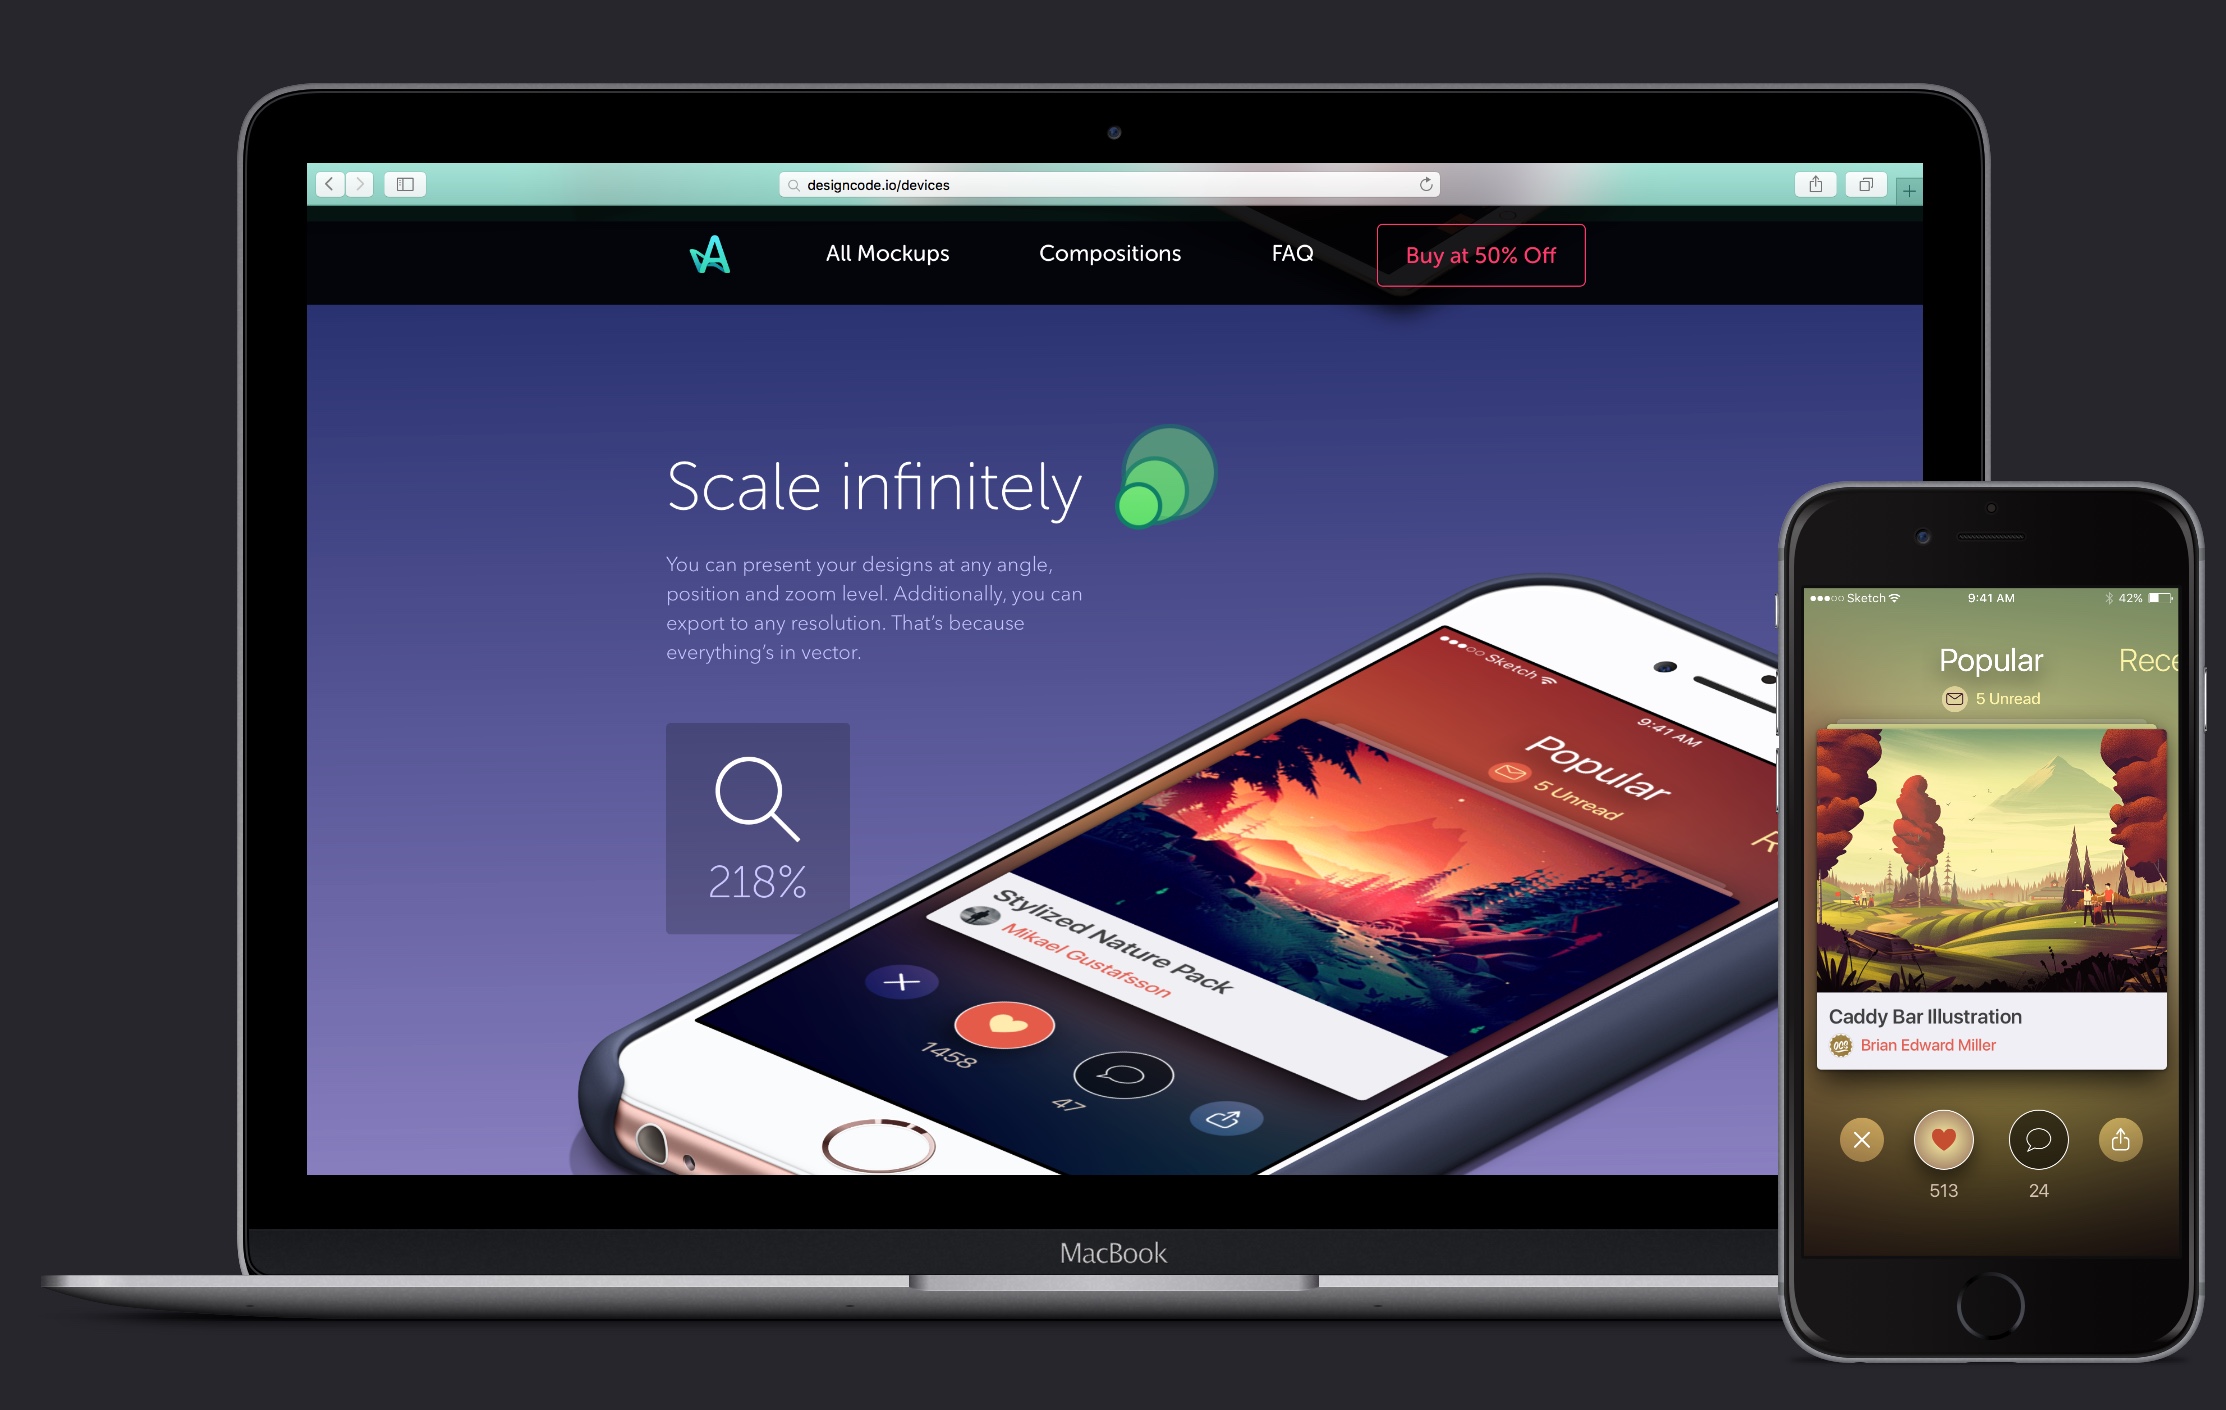 designcode.io/devices
All Mockups
Compositions
FAQ
Buy at 50% Off
Scale infinitely
You can present your designs at any angle,
position and zoom level. Additionally, you can
export to any resolution. That's because
everything's in vector.
218%
Sketch
9:41 AM
Popular
5 Unread
R
Stylized Nature Pack
Mikael Gustafsson
1458
47
MacBook
Sketch
9:41 AM
42%
Popular
Rece
5 Unread
Caddy Bar Illustration
Brian Edward Miller
513
24